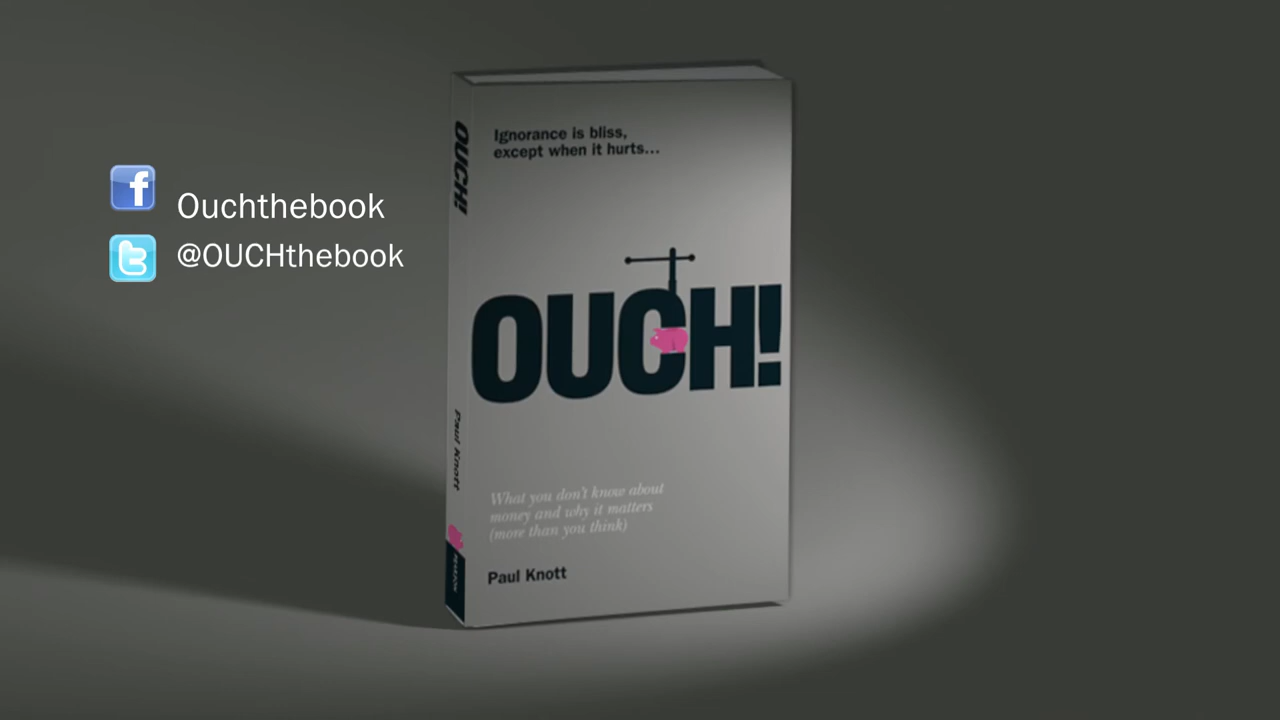 Ouchthebook
@OUCHthebook
OUCH!
Paul Knott
Ignorance is bliss,
except when it hurts...
OUCH!
What you don't know about
money and why it matters
(more than you think)
Paul Knott